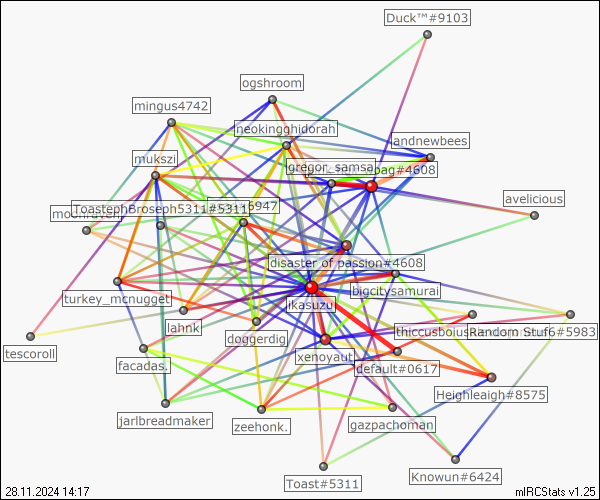 Duck™#9103
ogshroom
mingus4742
neokingghidorah
landnewbees
mukszi
gregor_samsa
bag#4608
avelicious
ToastephBroseph5311#5311
5947
disaster of passion#4608
bigcitysamurai
turkey_mcnugget
ikasuzu
lahnk
doggerdig
thiccsbolus
Random Stuf6#5983
tescoroll
xenoyaut
facadas.
default#0617
Heighleaigh#8575
jarlbreadmaker
zeehonk.
gazpachoman
Toast#5311
Knowun#6424
28.11.2024 14:17
mIRCStats v1.25